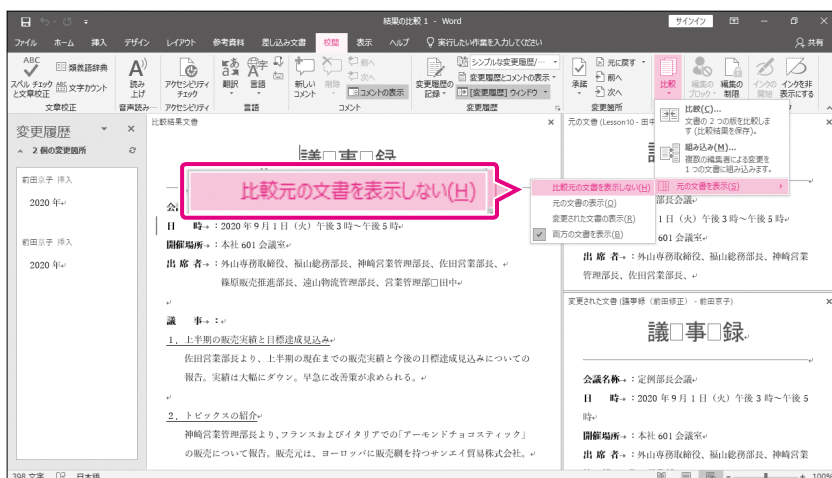 結果の比較 1 - Word
サインイン
ファイル ホーム 挿入 デザイン レイアウト 参考資料 差し込み文書 校閲 表示 ヘルプ 実行したい作業を入力してください 共有
ABC
スペル チェックと文章校正
類義語辞典
文字カウント
文章校正
読み上げ
音声読み…
アクセシビリティ チェック
アクセシビリティ
翻訳
言語
言語
新しいコメント
削除
前へ
次へ
コメントの表示
コメント
変更履歴の記録
シンプルな変更履歴/…
変更履歴とコメントの表示
[変更履歴] ウィンドウ
変更履歴
承諾
元に戻す
前へ
次へ
変更箇所
比較
編集のブロック
編集の制限
インクの開始
インクを非表示にする
比較(C)...
文書の 2 つの版を比較します (比較結果を保存)。
組み込み(M)...
複数の編集者による変更を 1 つの文書に組み込みます。
元の文書を表示(S)
比較元の文書を表示しない(H)
元の文書の表示(O)
変更された文書の表示(R)
両方の文書を表示(B)
比較元の文書を表示しない(H)
変更履歴
2 個の変更箇所
前田京子 挿入
2020 年
前田京子 挿入
2020 年
比較結果文書
議□事□録
会
日 時→：2020 年 9 月 1 日（火）午後 3 時～午後 5 時
開催場所→：本社 601 会議室
出 席 者→：外山専務取締役、福山総務部長、神崎営業管理部長、佐田営業部長、
篠原販売推進部長、遠山物流管理部長、営業管理部□田中
議 事→：
1．上半期の販売実績と目標達成見込み
佐田営業部長より、上半期の現在までの販売実績と今後の目標達成見込みについての
報告。実績は大幅にダウン。早急に改善策が求められる。
2．トピックスの紹介
神崎営業管理部長より、フランスおよびイタリアでの「アーモンドチョコスティック」
の販売について報告。販売元は、ヨーロッパに販売網を持つサンエイ貿易株式会社。
元の文書 (Lesson10 - 田中
部長会議
1 日（火）午後 3 時～午後 5 時
601 会議室
出 席 者→：外山専務取締役、福山総務部長、神崎営業
管理部長、佐田営業部長、
変更された文書 (議事録（前田修正） - 前田京子)
議□事□録
会議名称→：定例部長会議
日 時→：2020 年 9 月 1 日（火）午後 3 時～午後 5
時
開催場所→：本社 601 会議室
出 席 者→：外山専務取締役、福山総務部長、神崎営業
398 文字 日本語
100%